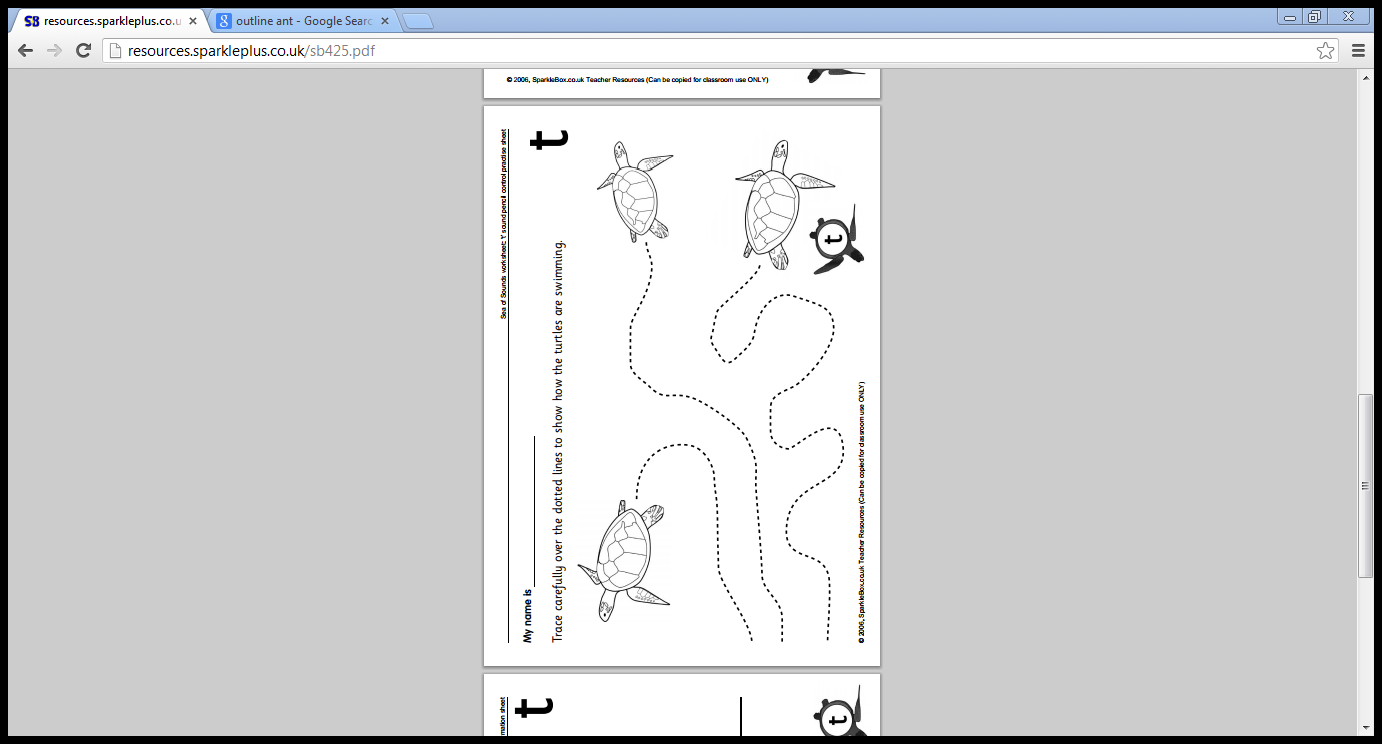 resources.sparkleplus.co.u
outline ant - Google Searc
resources.sparkleplus.co.uk/sb425.pdf
© 2006, SparkleBox.co.uk Teacher Resources (Can be copied for classroom use ONLY)
Sea of Sounds worksheet: 't' sound pencil control practise sheet
t
My name is
Trace carefully over the dotted lines to show how the turtles are swimming.
t
© 2006, SparkleBox.co.uk Teacher Resources (Can be copied for classroom use ONLY)
mation sheet
t
t